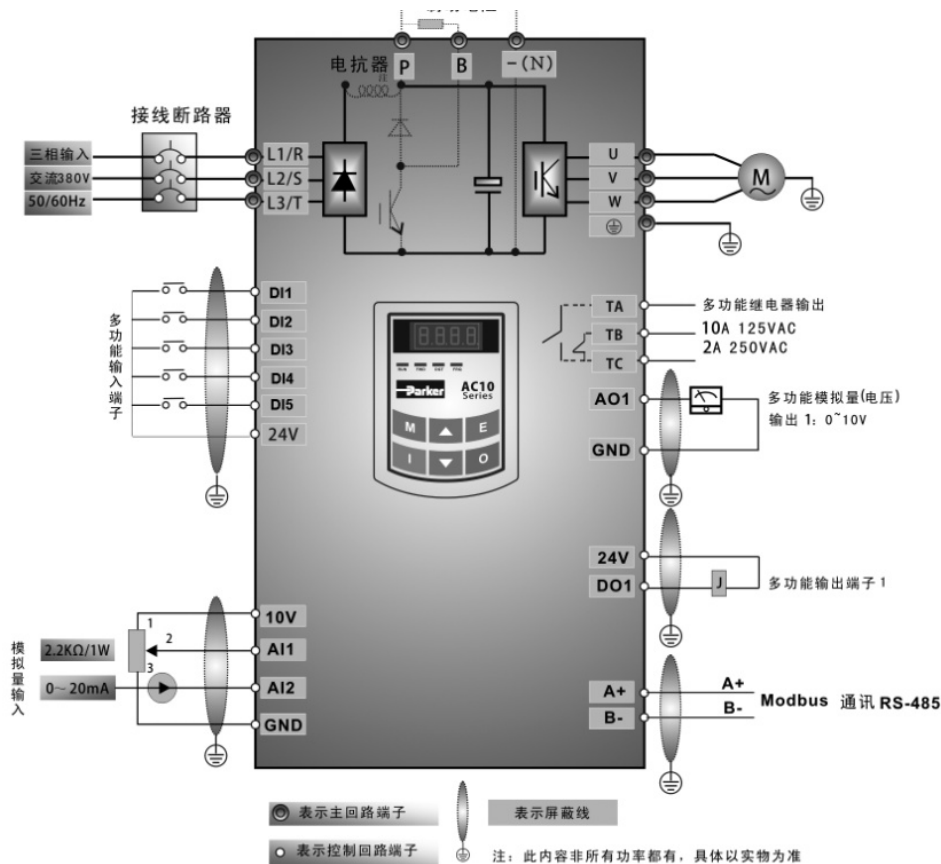 电抗器
注
P
B
-(N)
接线断路器
三相输入
交流380V
50/60Hz
L1/R
L2/S
L3/T
U
V
W
M
多功能输入端子
DI1
DI2
DI3
DI4
DI5
24V
TA
TB
TC
多功能继电器输出
10A 125VAC
2A 250VAC
8.8.8.8
Parker
AC10
Series
M
E
I
O
AO1
GND
多功能模拟量(电压)
输出 1: 0~10V
24V
DO1
J
多功能输出端子 1
模拟量输入
2.2KΩ/1W
0~20mA
1
2
3
10V
AI1
AI2
GND
A+
B-
A+
B-
Modbus 通讯 RS-485
表示主回路端子
表示屏蔽线
表示控制回路端子
注: 此内容非所有功率都有, 具体以实物为准